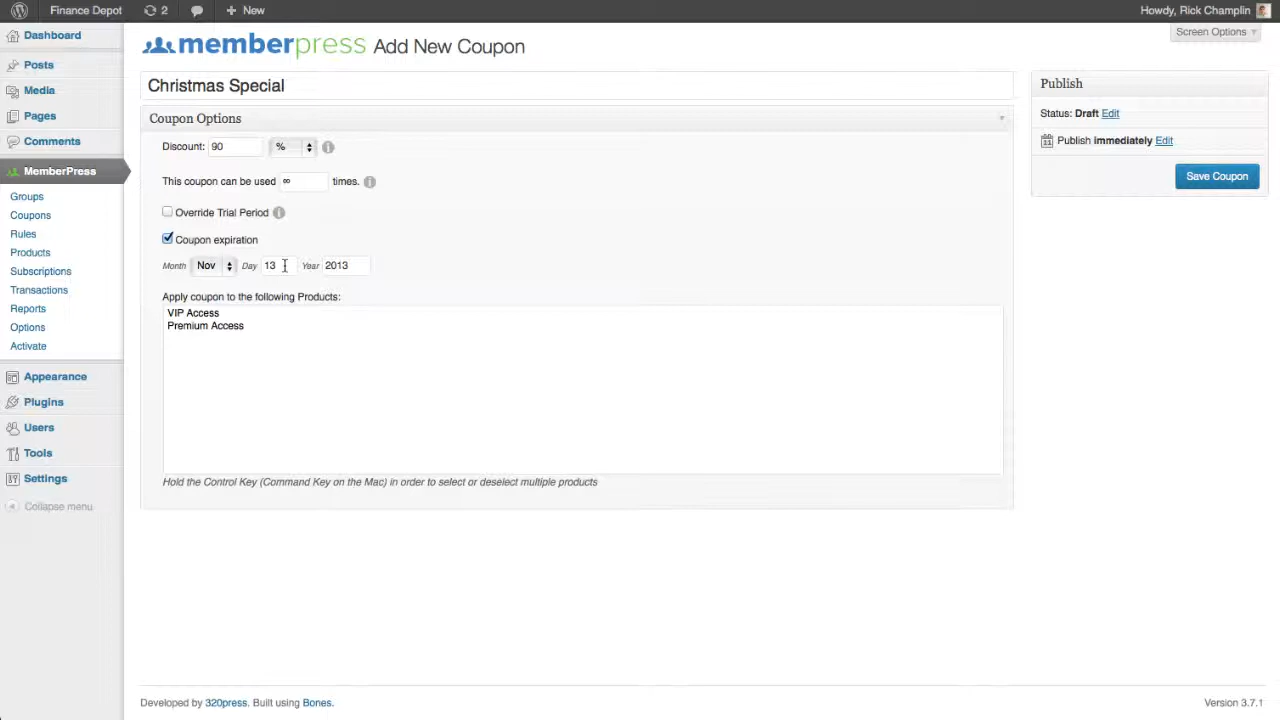 Finance Depot 2 New Howdy, Rick Champlin
Screen Options
Dashboard
Posts
Media
Pages
Comments
MemberPress
Groups
Coupons
Rules
Products
Subscriptions
Transactions
Reports
Options
Activate
Appearance
Plugins
Users
Tools
Settings
Collapse menu
memberpress Add New Coupon
Christmas Special
Coupon Options
Discount: 90 %
This coupon can be used ∞ times.
Override Trial Period
Coupon expiration
Month Nov Day 13 Year 2013
Apply coupon to the following Products:
VIP Access
Premium Access
Hold the Control Key (Command Key on the Mac) in order to select or deselect multiple products
Publish
Status: Draft Edit
Publish immediately Edit
Save Coupon
Developed by 320press. Built using Bones.
Version 3.7.1